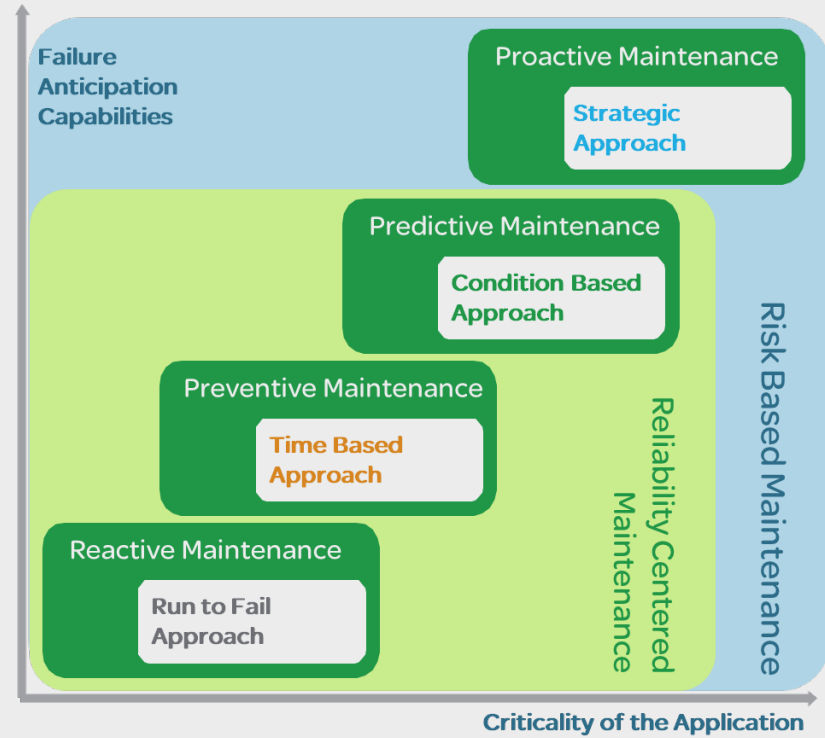 Failure
Anticipation
Capabilities
Proactive Maintenance
Strategic
Approach
Predictive Maintenance
Condition Based
Approach
Preventive Maintenance
Time Based
Approach
Reactive Maintenance
Run to Fail
Approach
Reliability Centered
Maintenance
Risk Based Maintenance
Criticality of the Application